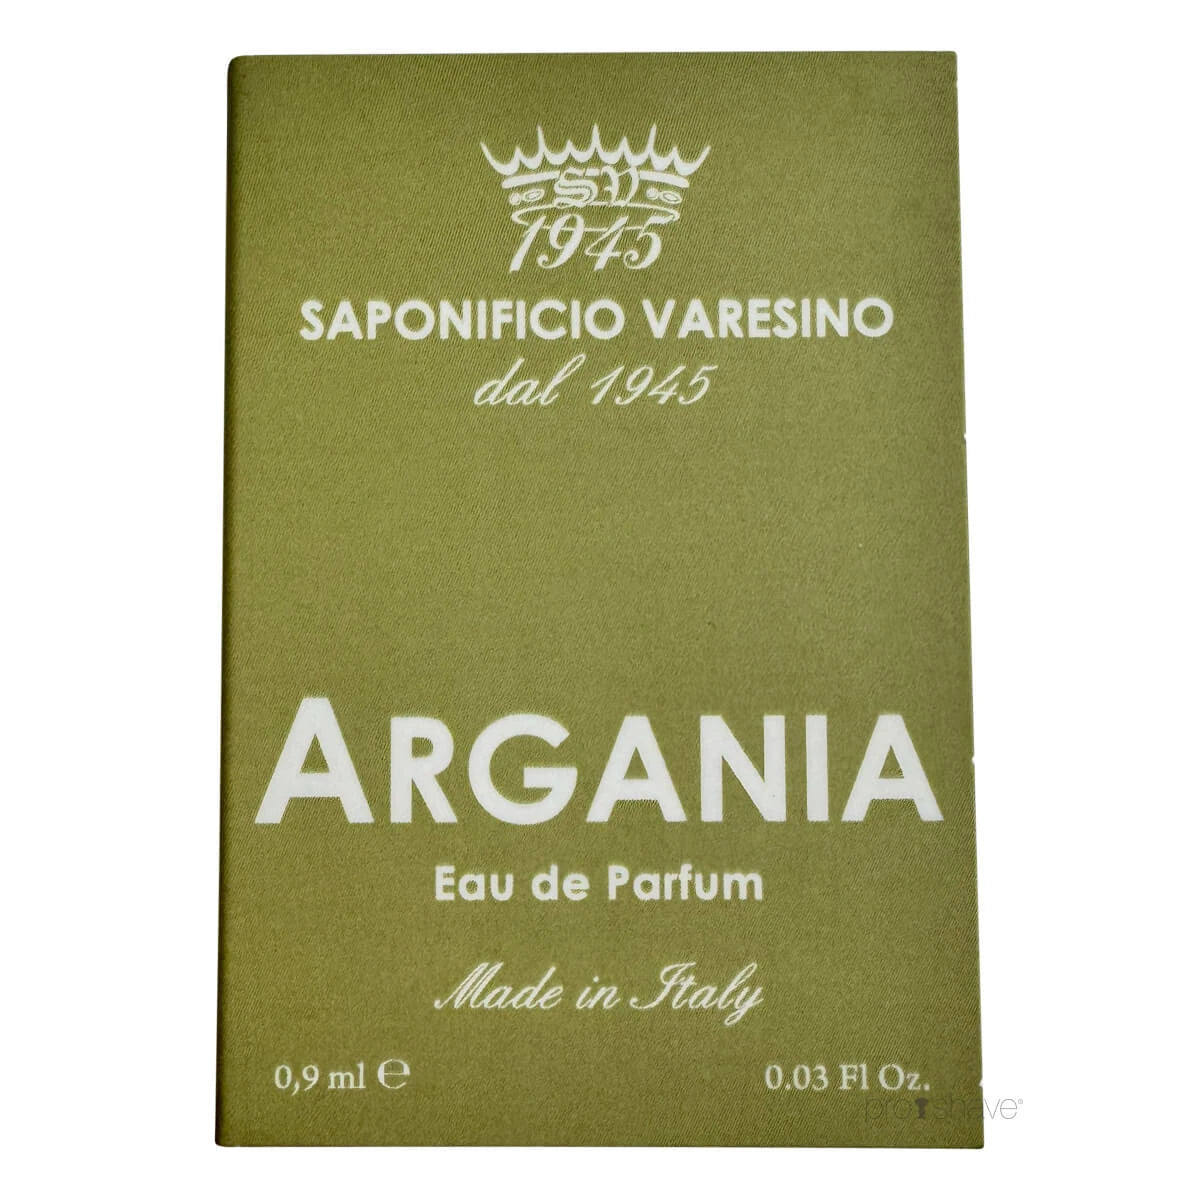 SV
1945
SAPONIFICIO VARESINO
dal 1945
ARGANIA
Eau de Parfum
Made in Italy
0,9 ml ℮
0.03 Fl Oz.
proshave®